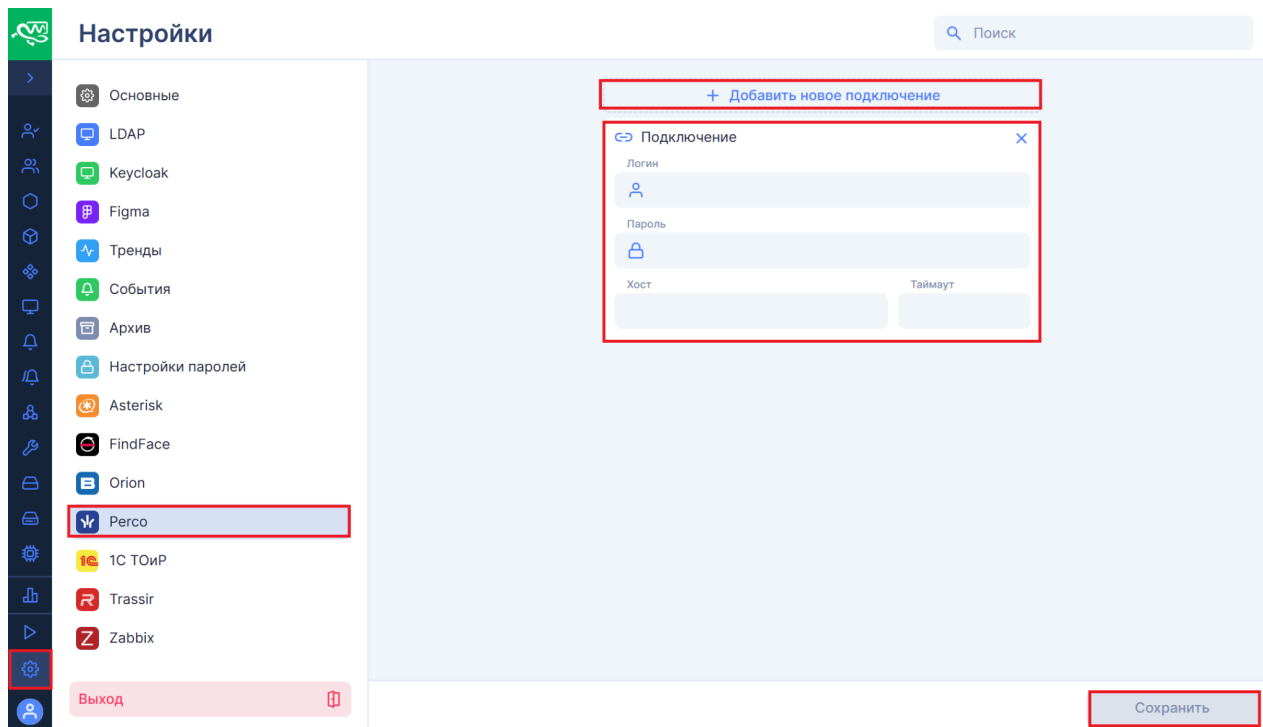 Настройки
Поиск
Основные
LDAP
Keycloak
Figma
Тренды
События
Архив
Настройки паролей
Asterisk
FindFace
Orion
Perco
1С ТОиР
Trassir
Zabbix
Выход
+ Добавить новое подключение
Подключение
Логин
Пароль
Хост Таймаут
Сохранить